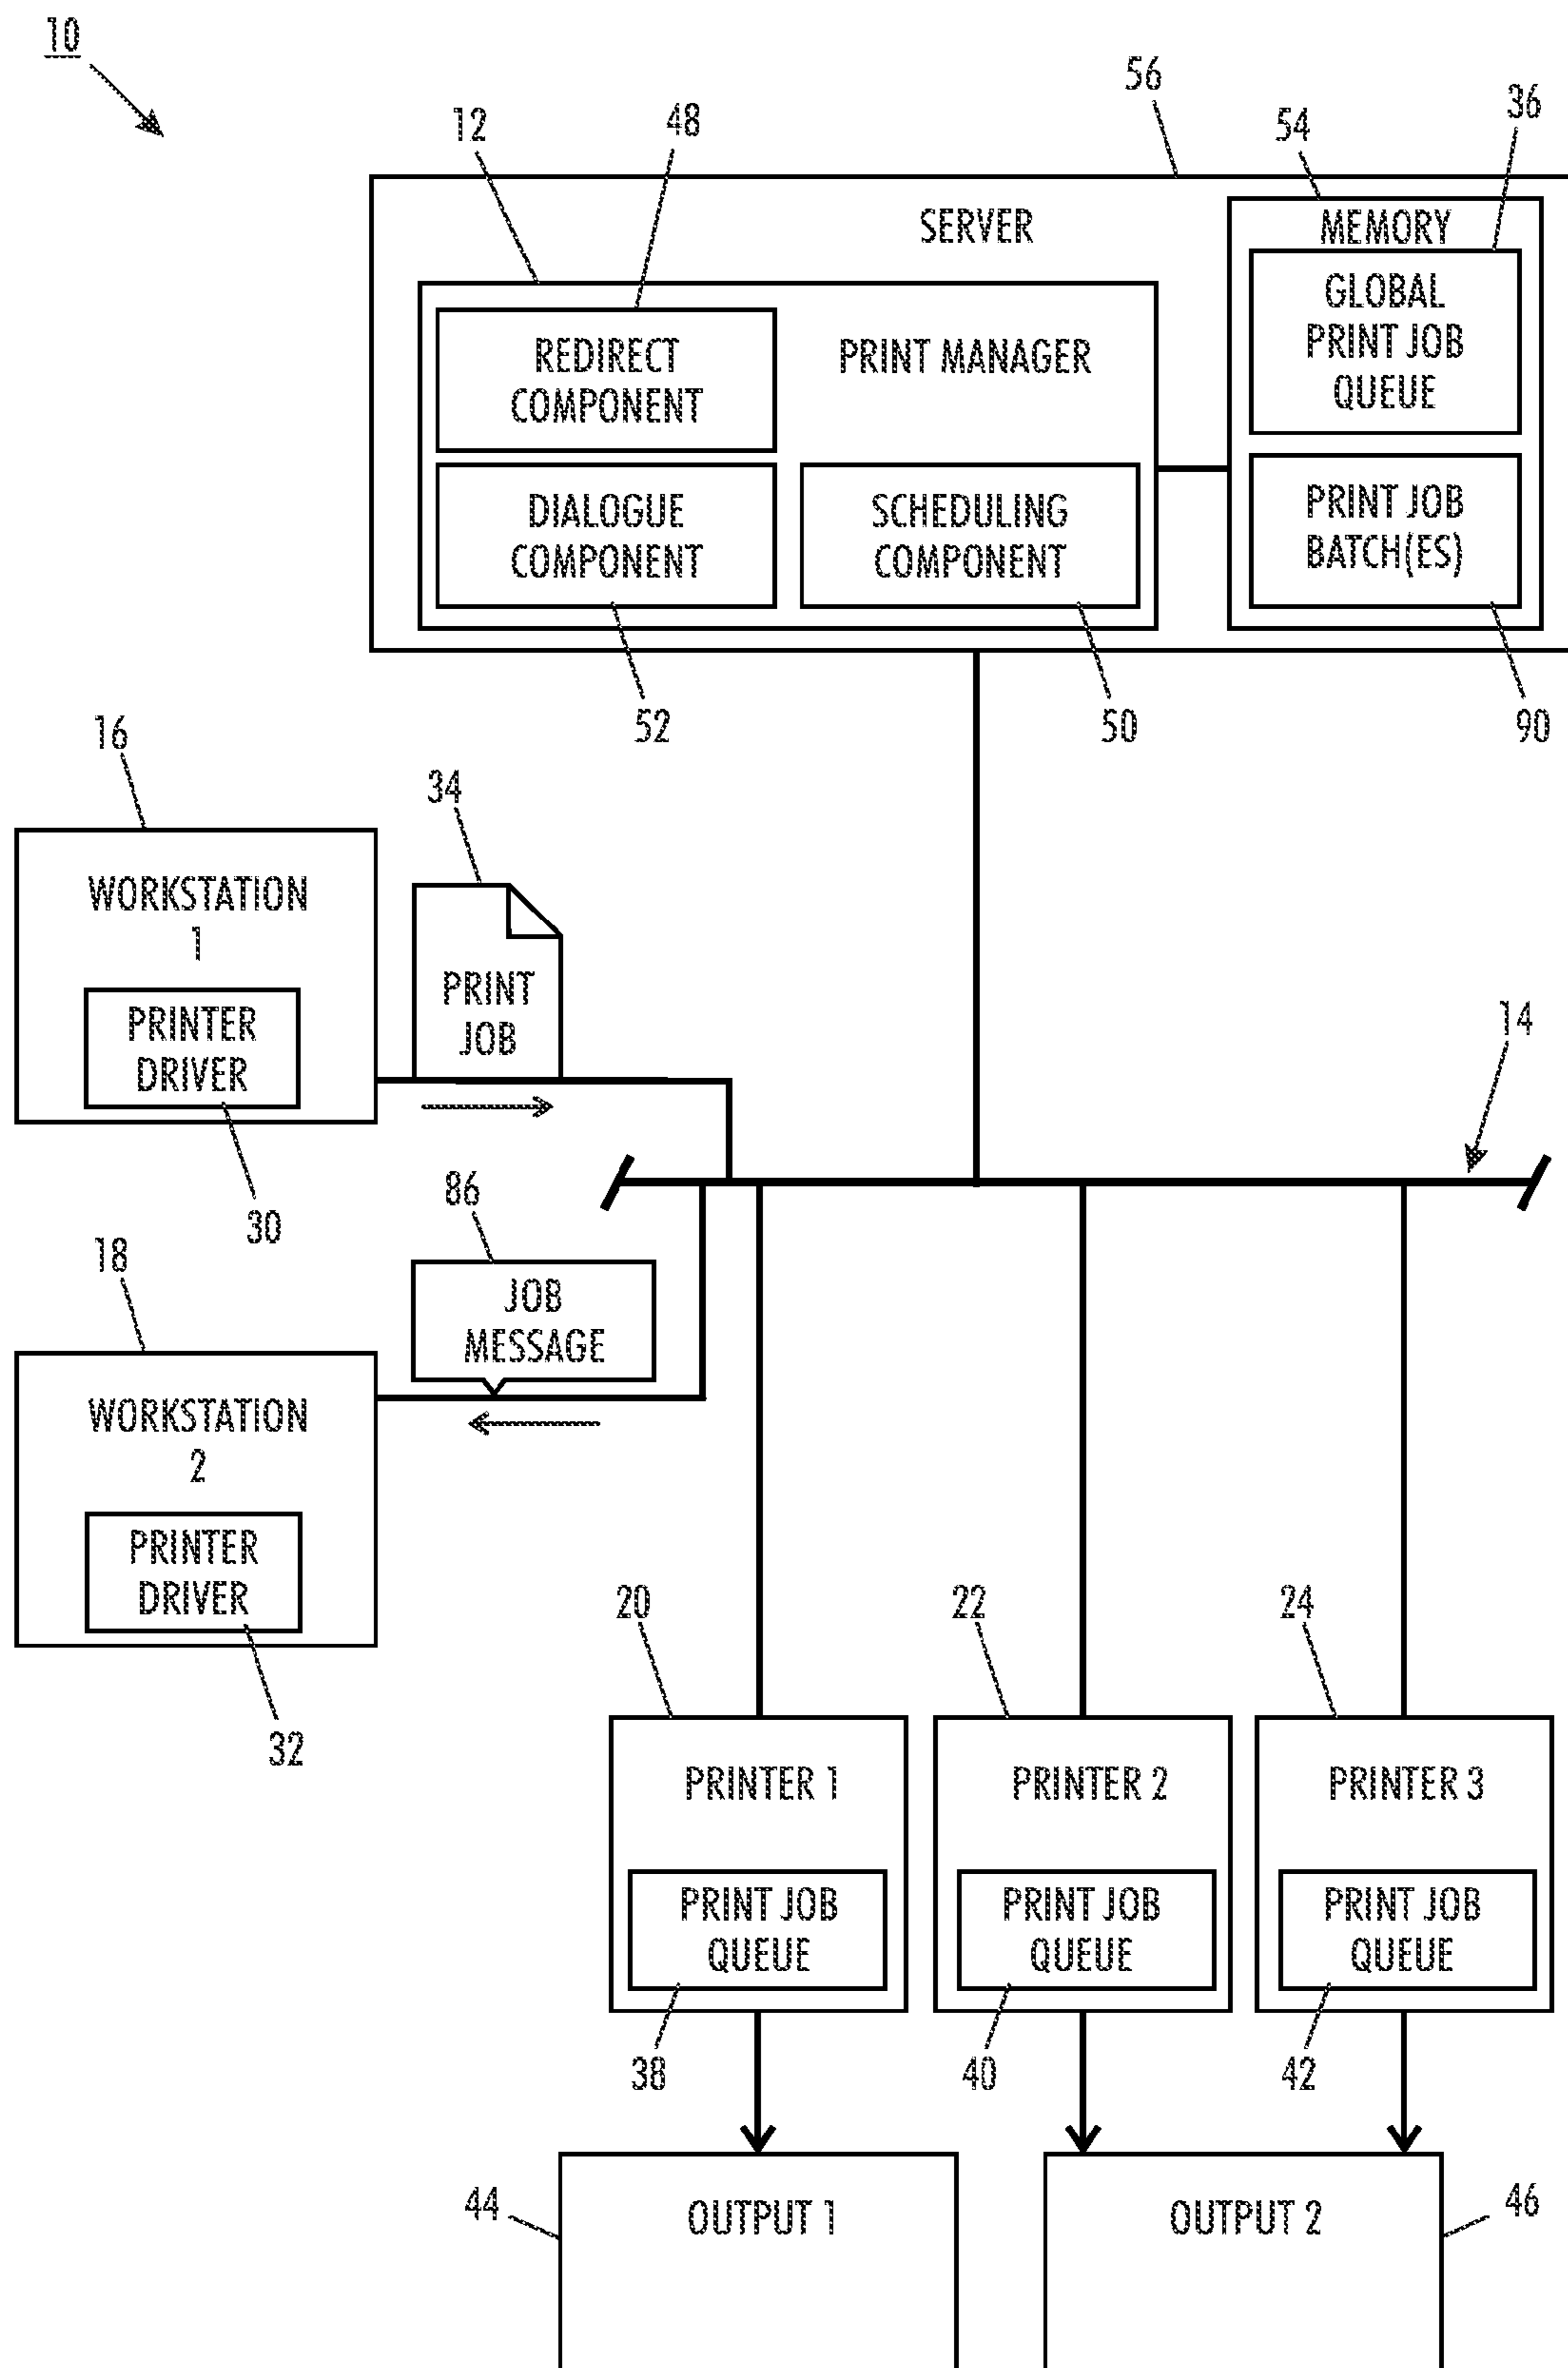 10
56
36
12
48
54
SERVER
MEMORY
GLOBAL
PRINT JOB
QUEUE
REDIRECT
COMPONENT
PRINT MANAGER
DIALOGUE
COMPONENT
SCHEDULING
COMPONENT
PRINT JOB
BATCH(ES)
52
50
90
16
34
WORKSTATION
1
PRINTER
DRIVER
PRINT
JOB
14
30
86
18
JOB
MESSAGE
WORKSTATION
2
PRINTER
DRIVER
32
20
22
24
PRINTER 1
PRINTER 2
PRINTER 3
PRINT JOB
QUEUE
PRINT JOB
QUEUE
PRINT JOB
QUEUE
38
40
42
44
OUTPUT 1
OUTPUT 2
46